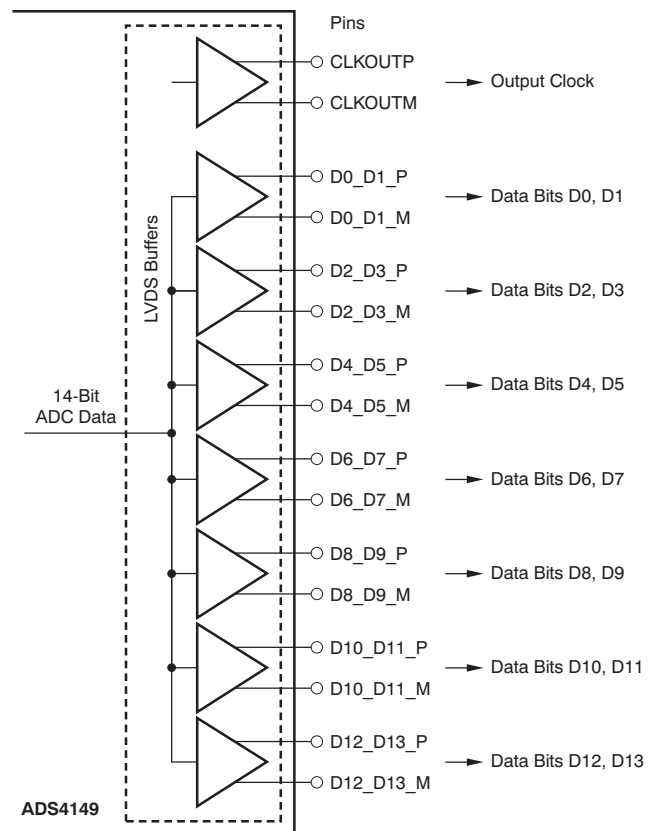 Pins
CLKOUTP
CLKOUTM
Output Clock
LVDS Buffers
D0_D1_P
D0_D1_M
Data Bits D0, D1
D2_D3_P
D2_D3_M
Data Bits D2, D3
D4_D5_P
D4_D5_M
Data Bits D4, D5
14-Bit
ADC Data
D6_D7_P
D6_D7_M
Data Bits D6, D7
D8_D9_P
D8_D9_M
Data Bits D8, D9
D10_D11_P
D10_D11_M
Data Bits D10, D11
D12_D13_P
D12_D13_M
Data Bits D12, D13
ADS4149